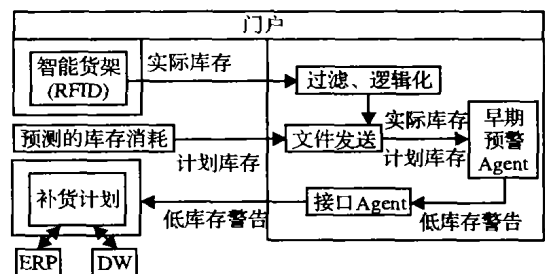 门户
智能货架
(RFID)
实际库存
过滤、逻辑化
预测的库存消耗
计划库存
文件发送
实际库存
计划库存
早期
预警
Agent
补货计划
低库存警告
接口Agent
低库存警告
ERP
DW